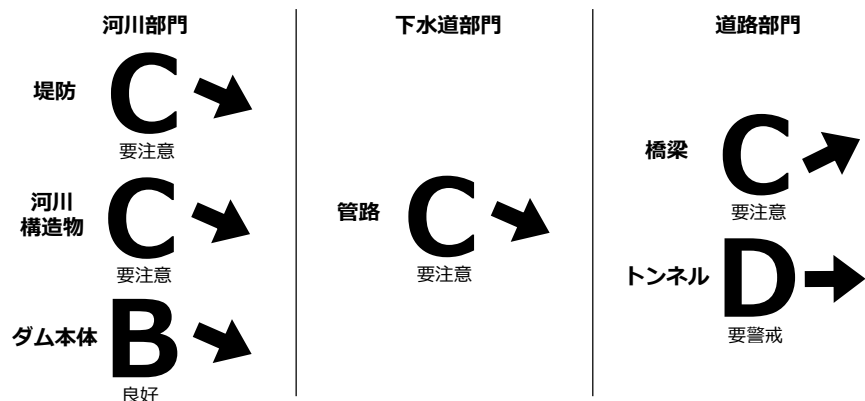 河川部門
堤防
C
要注意
河川
構造物
C
要注意
ダム本体
B
良好
下水道部門
管路
C
要注意
道路部門
橋梁
C
要注意
トンネル
D
要警戒